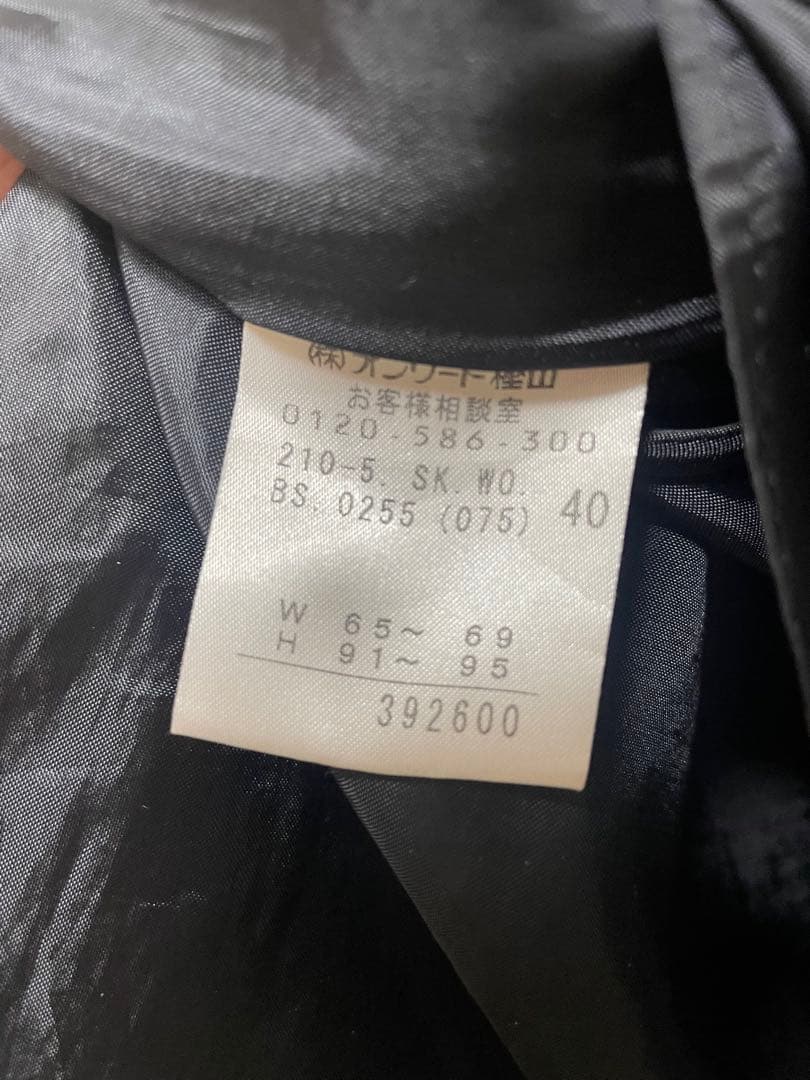 (株)オンワード樫山
お客様相談室
0120-586-300
210-5. SK. WO.
BS. 0255 (075) 40
W 65～ 69
H 91～ 95
392600